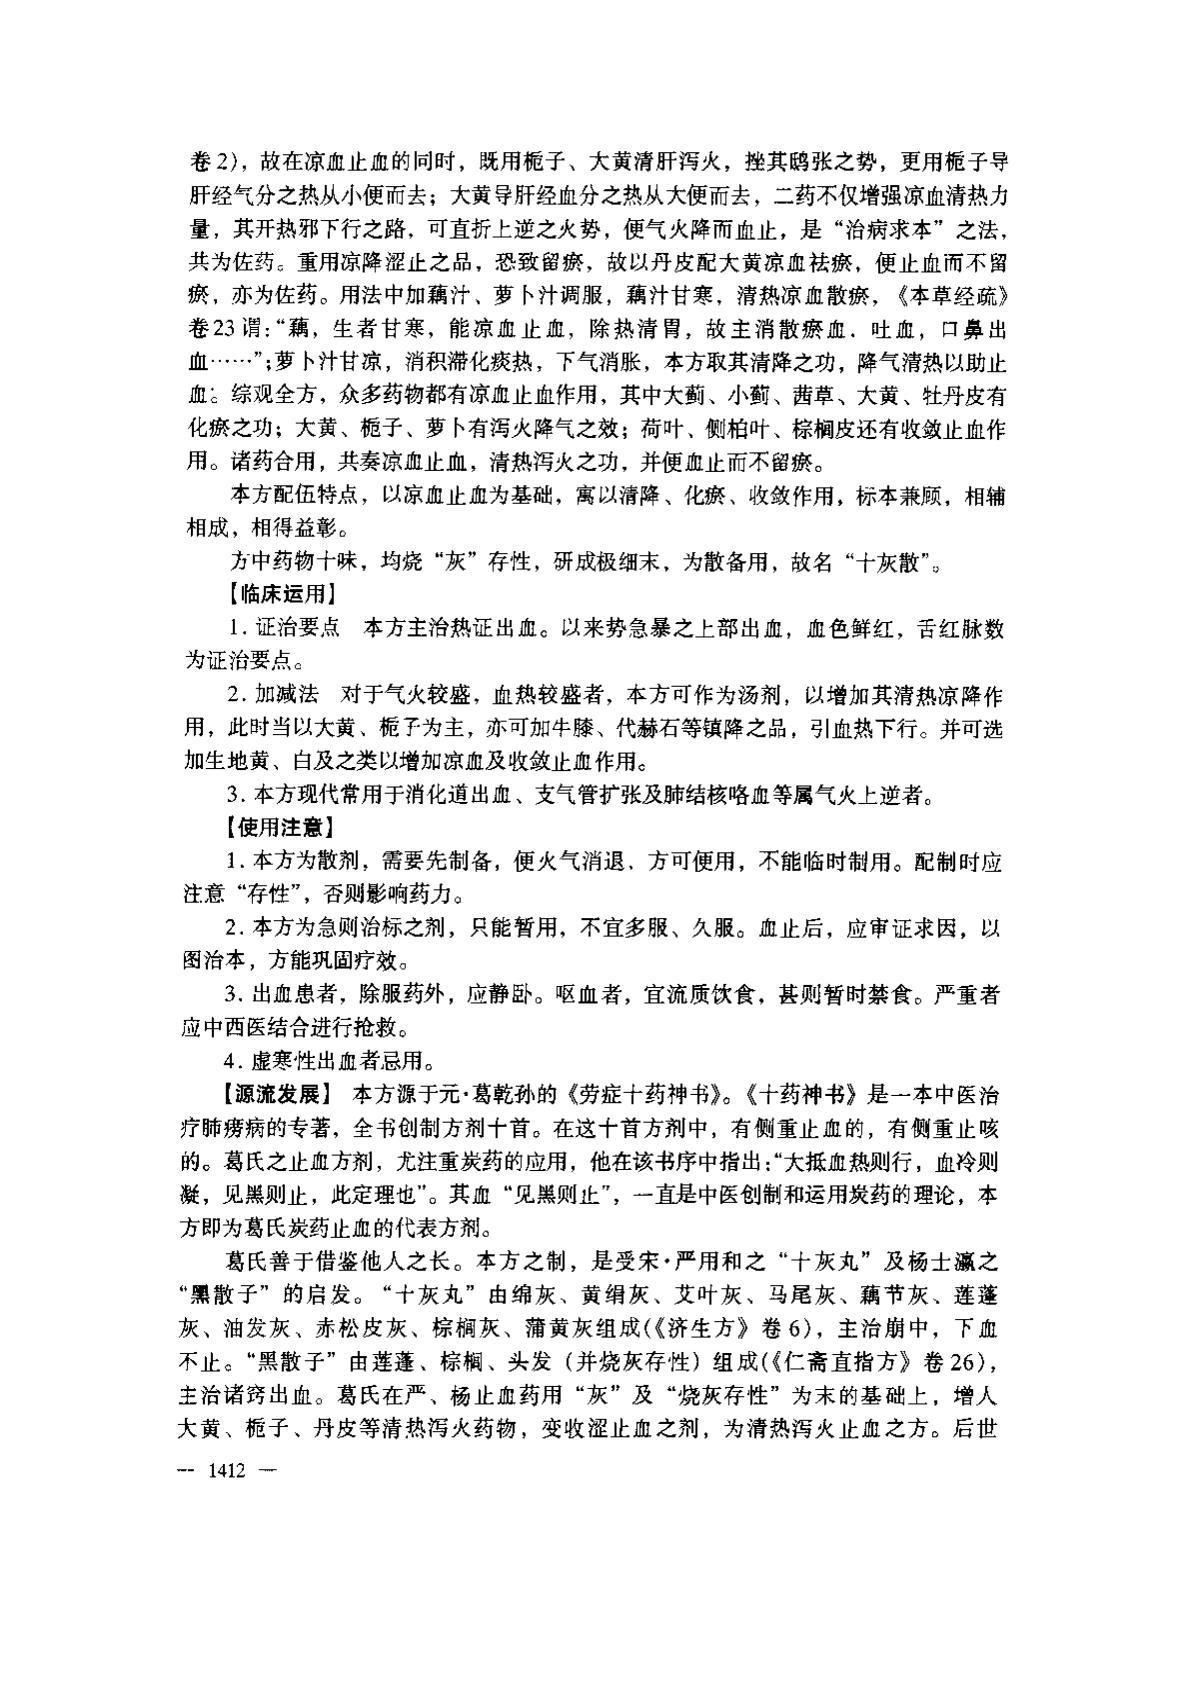 卷2），故在凉血止血的同时，既用栀子、大黄清肝泻火，挫其鸱张之势，更用栀子导
肝经气分之热从小便而去；大黄导肝经血分之热从大便而去，二药不仅增强凉血清热力
量，其开热邪下行之路，可直折上逆之火势，使气火降而血止，是“治病求本”之法，
共为佐药。重用凉降涩止之品，恐致留瘀，故以丹皮配大黄凉血祛瘀，使止血而不留
瘀，亦为佐药。用法中加藕汁、萝卜汁调服，藕汁甘寒，清热凉血散瘀，《本草经疏》
卷23谓：“藕，生者甘寒，能凉血止血，除热清胃，故主消散瘀血．吐血，口鼻出
血……”；萝卜汁甘凉，消积滞化痰热，下气消胀，本方取其清降之功，降气清热以助止
血。综观全方，众多药物都有凉血止血作用，其中大蓟、小蓟、茜草、大黄、牡丹皮有
化瘀之功；大黄、栀子、萝卜有泻火降气之效；荷叶、侧柏叶、棕榈皮还有收敛止血作
用。诸药合用，共奏凉血止血，清热泻火之功，并使血止而不留瘀。
本方配伍特点，以凉血止血为基础，寓以清降、化瘀、收敛作用，标本兼顾，相辅
相成，相得益彰。
方中药物十味，均烧“灰”存性，研成极细末，为散备用，故名“十灰散”。
【临床运用】
1. 证治要点　本方主治热证出血。以来势急暴之上部出血，血色鲜红，舌红脉数
为证治要点。
2. 加减法　对于气火较盛，血热较盛者，本方可作为汤剂，以增加其清热凉降作
用，此时当以大黄、栀子为主，亦可加牛膝、代赫石等镇降之品，引血热下行。并可选
加生地黄、白及之类以增加凉血及收敛止血作用。
3. 本方现代常用于消化道出血、支气管扩张及肺结核咯血等属气火上逆者。
【使用注意】
1. 本方为散剂，需要先制备，使火气消退．方可使用，不能临时制用。配制时应
注意“存性”，否则影响药力。
2. 本方为急则治标之剂，只能暂用，不宜多服、久服。血止后，应审证求因，以
图治本，方能巩固疗效。
3. 出血患者，除服药外，应静卧。呕血者，宜流质饮食，甚则暂时禁食。严重者
应中西医结合进行抢救。
4. 虚寒性出血者忌用。
【源流发展】　本方源于元·葛乾孙的《劳症十药神书》。《十药神书》是一本中医治
疗肺痨病的专著，全书创制方剂十首。在这十首方剂中，有侧重止血的，有侧重止咳
的。葛氏之止血方剂，尤注重炭药的应用，他在该书序中指出：“大抵血热则行，血冷则
凝，见黑则止，此定理也”。其血“见黑则止”，一直是中医创制和运用炭药的理论，本
方即为葛氏炭药止血的代表方剂。
葛氏善于借鉴他人之长。本方之制，是受宋·严用和之“十灰丸”及杨士瀛之
“黑散子”的启发。“十灰丸”由绵灰、黄绢灰、艾叶灰、马尾灰、藕节灰、莲蓬
灰、油发灰、赤松皮灰、棕榈灰、蒲黄灰组成(《济生方》卷6)，主治崩中，下血
不止。“黑散子”由莲蓬、棕榈、头发（并烧灰存性）组成(《仁斋直指方》卷26)，
主治诸窍出血。葛氏在严、杨止血药用“灰”及“烧灰存性”为末的基础上，增人
大黄、栀子、丹皮等清热泻火药物，变收涩止血之剂，为清热泻火止血之方。后世
— 1412 —